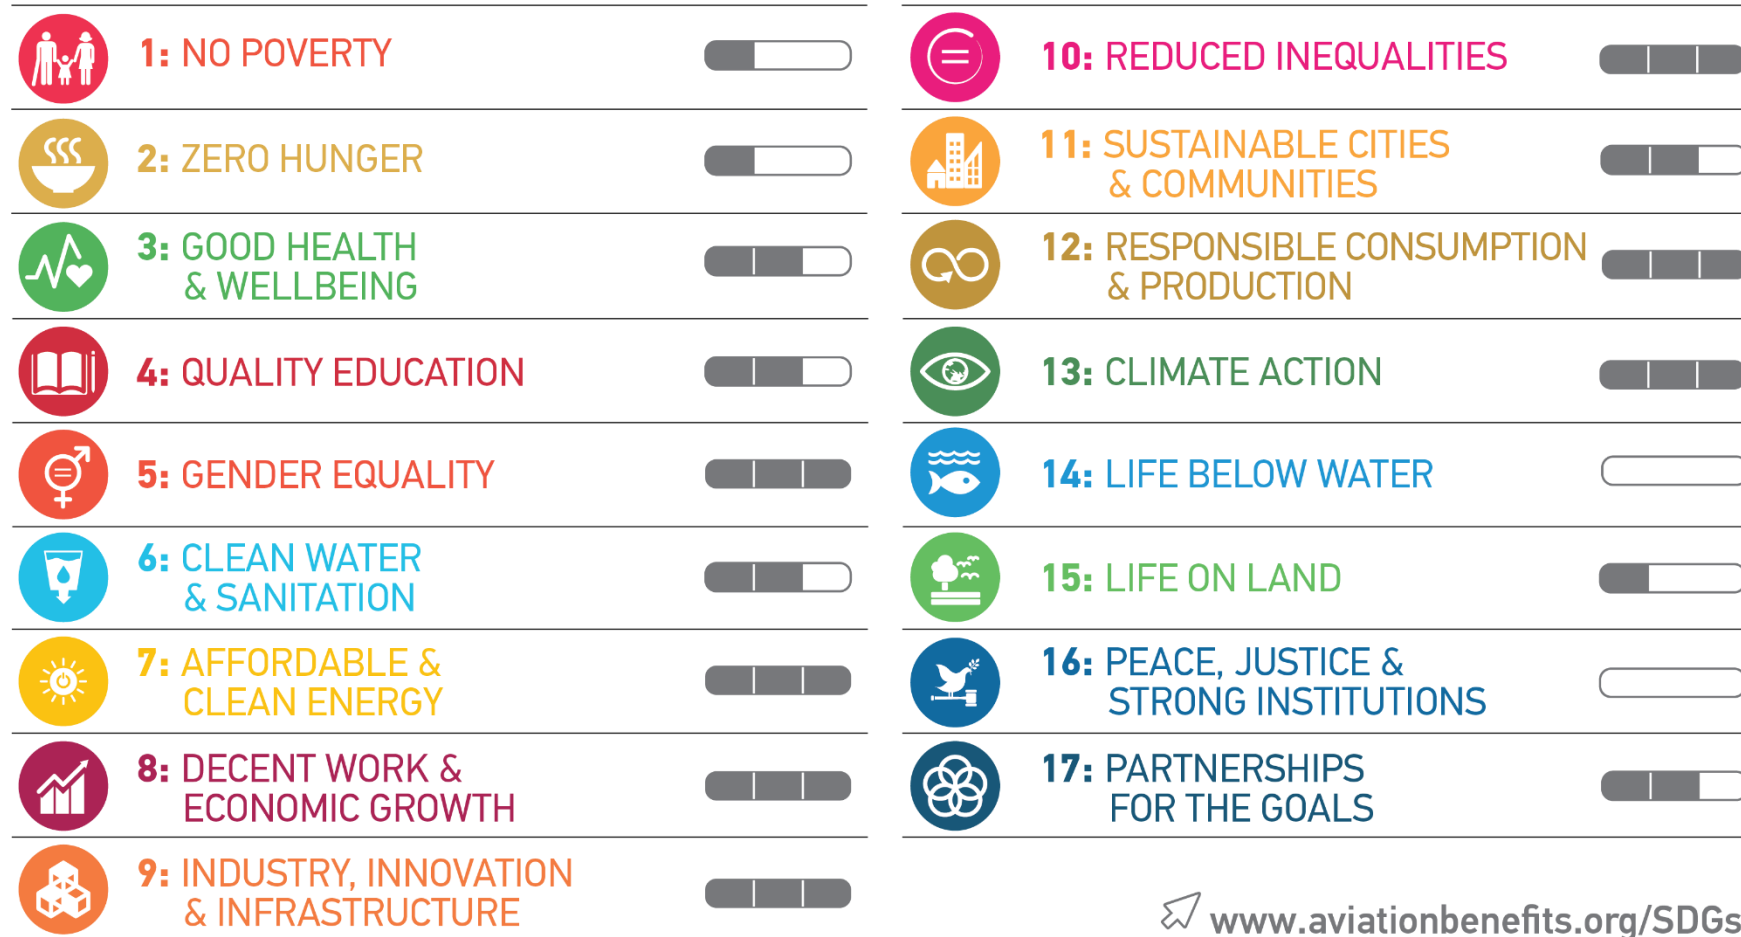 1: NO POVERTY
2: ZERO HUNGER
3: GOOD HEALTH
& WELLBEING
4: QUALITY EDUCATION
5: GENDER EQUALITY
6: CLEAN WATER
& SANITATION
7: AFFORDABLE &
CLEAN ENERGY
8: DECENT WORK &
ECONOMIC GROWTH
9: INDUSTRY, INNOVATION
& INFRASTRUCTURE
10: REDUCED INEQUALITIES
11: SUSTAINABLE CITIES
& COMMUNITIES
12: RESPONSIBLE CONSUMPTION
& PRODUCTION
13: CLIMATE ACTION
14: LIFE BELOW WATER
15: LIFE ON LAND
16: PEACE, JUSTICE &
STRONG INSTITUTIONS
17: PARTNERSHIPS
FOR THE GOALS
www.aviationbenefits.org/SDGs